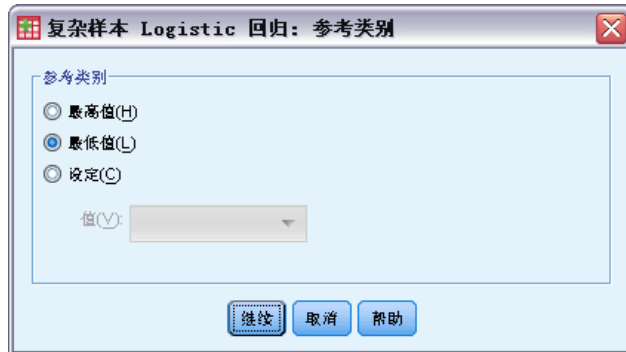 复杂样本 Logistic 回归: 参考类别
参考类别
最高值(H)
最低值(L)
设定(C)
值(V):
继续 取消 帮助